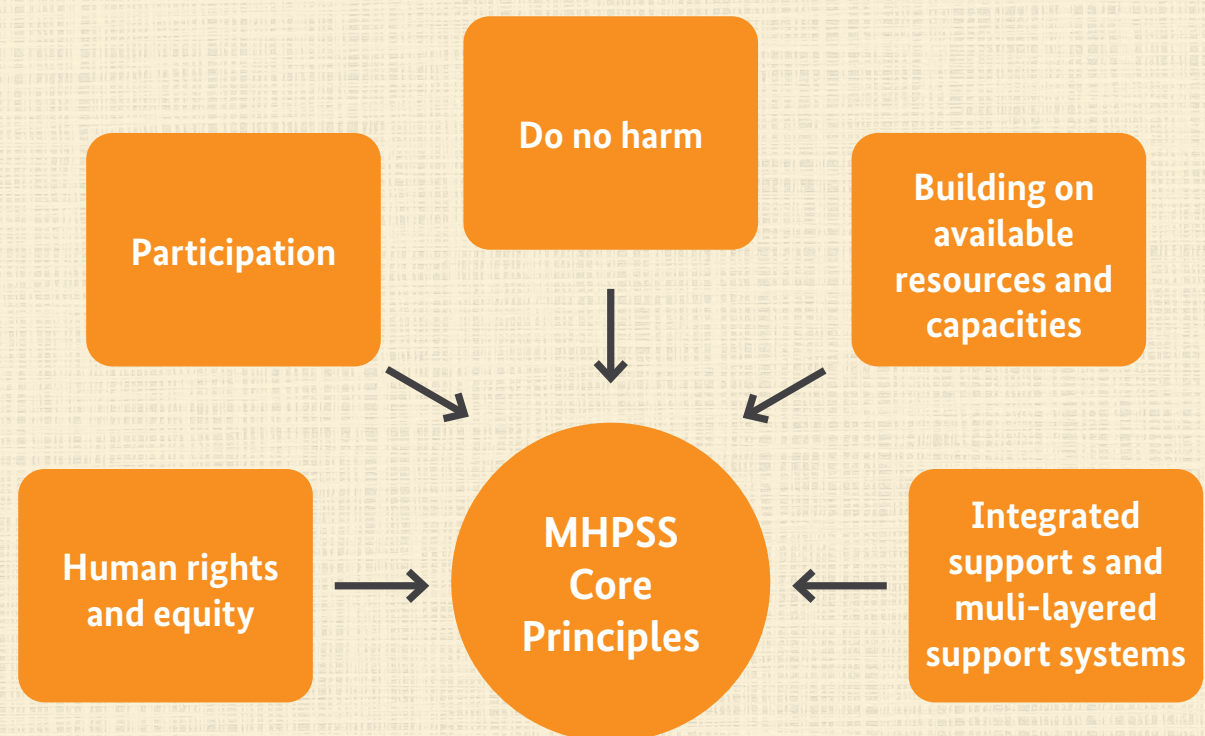 Do no harm
Participation
Building on
available
resources and
capacities
Human rights
and equity
MHPSS
Core
Principles
Integrated
support s and
muli-layered
support systems